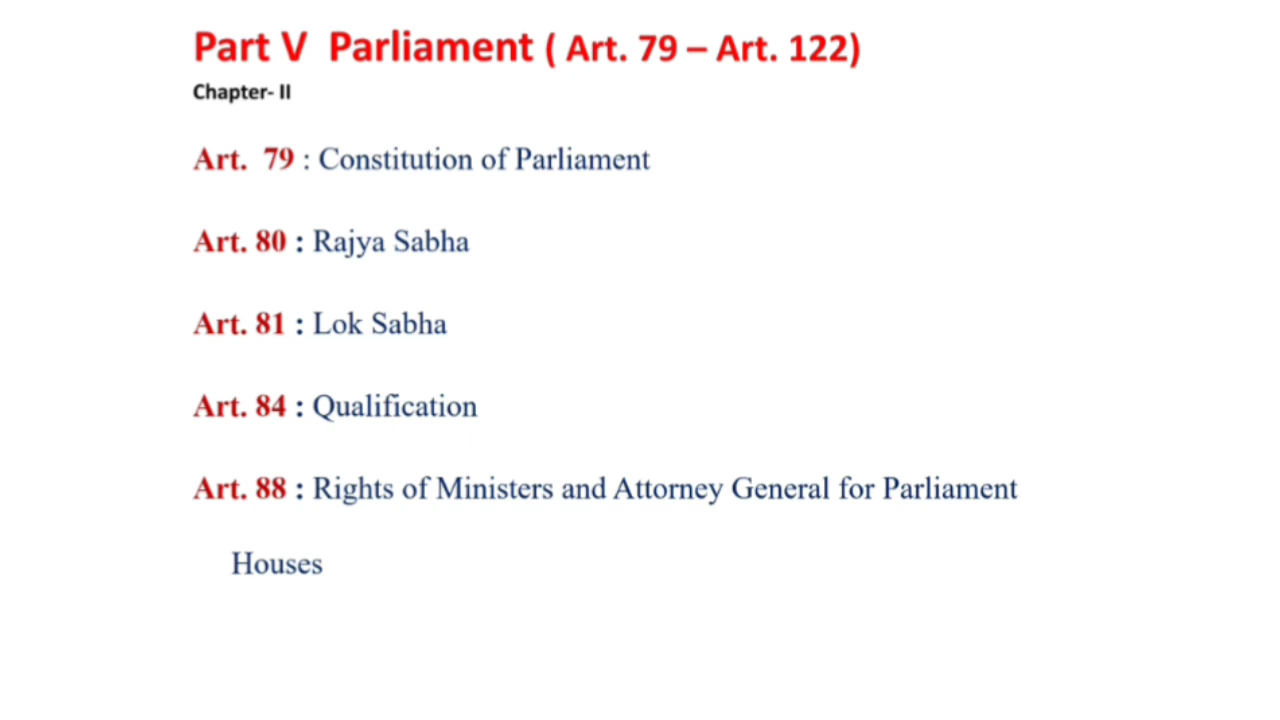 Part V Parliament ( Art. 79 – Art. 122)
Chapter- II
Art. 79 : Constitution of Parliament
Art. 80 : Rajya Sabha
Art. 81 : Lok Sabha
Art. 84 : Qualification
Art. 88 : Rights of Ministers and Attorney General for Parliament
Houses